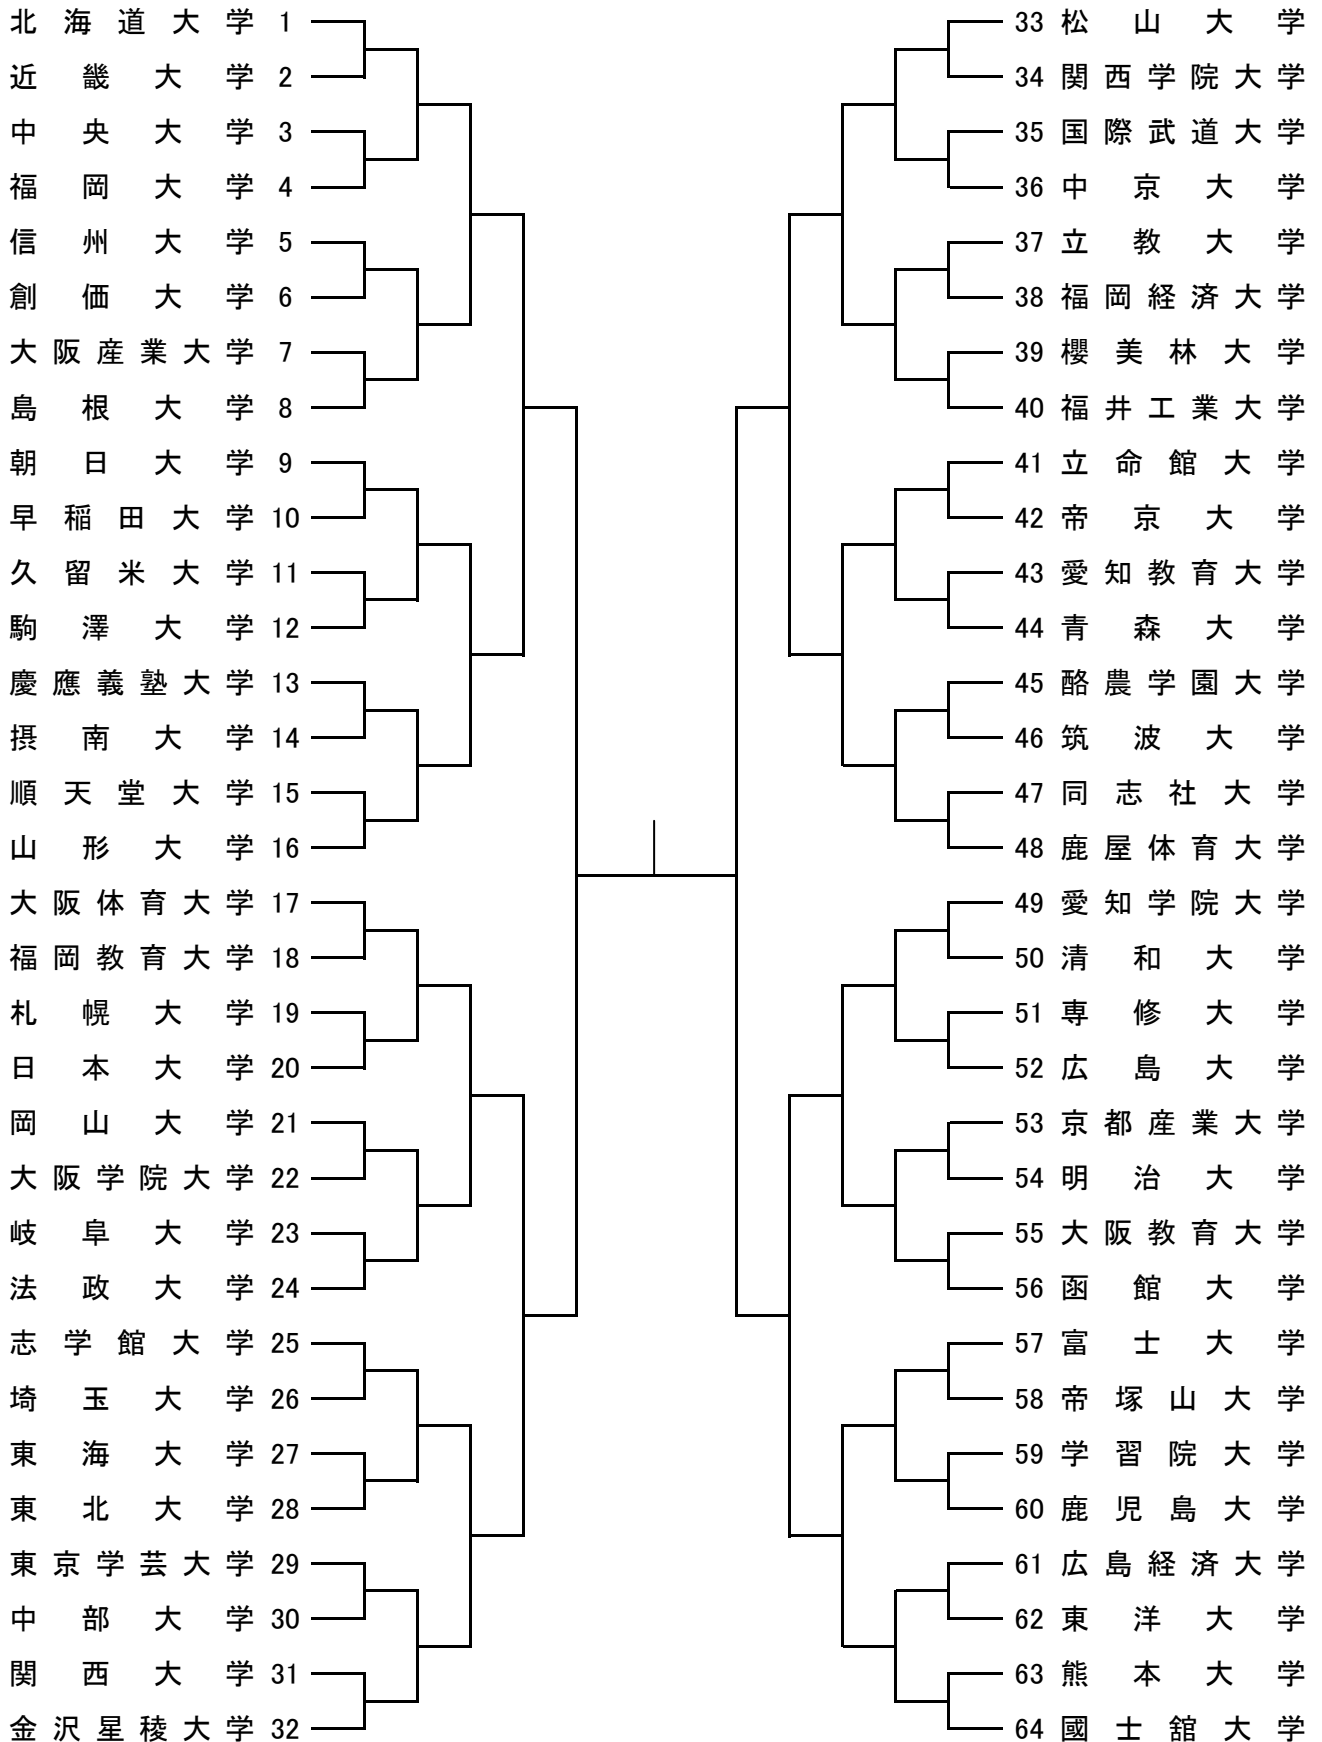 北海道大学 1
近畿大学 2
中央大学 3
福岡大学 4
信州大学 5
創価大学 6
大阪産業大学 7
島根大学 8
朝日大学 9
早稲田大学 10
久留米大学 11
駒澤大学 12
慶應義塾大学 13
摂南大学 14
順天堂大学 15
山形大学 16
大阪体育大学 17
福岡教育大学 18
札幌大学 19
日本大学 20
岡山大学 21
大阪学院大学 22
岐阜大学 23
法政大学 24
志学館大学 25
埼玉大学 26
東海大学 27
東北大学 28
東京学芸大学 29
中部大学 30
関西大学 31
金沢星稜大学 32
33 松山大学
34 関西学院大学
35 国際武道大学
36 中京大学
37 立教大学
38 福岡経済大学
39 櫻美林大学
40 福井工業大学
41 立命館大学
42 帝京大学
43 愛知教育大学
44 青森大学
45 酪農学園大学
46 筑波大学
47 同志社大学
48 鹿屋体育大学
49 愛知学院大学
50 清和大学
51 専修大学
52 広島大学
53 京都産業大学
54 明治大学
55 大阪教育大学
56 函館大学
57 富士大学
58 帝塚山大学
59 学習院大学
60 鹿児島大学
61 広島経済大学
62 東洋大学
63 熊本大学
64 國士舘大学